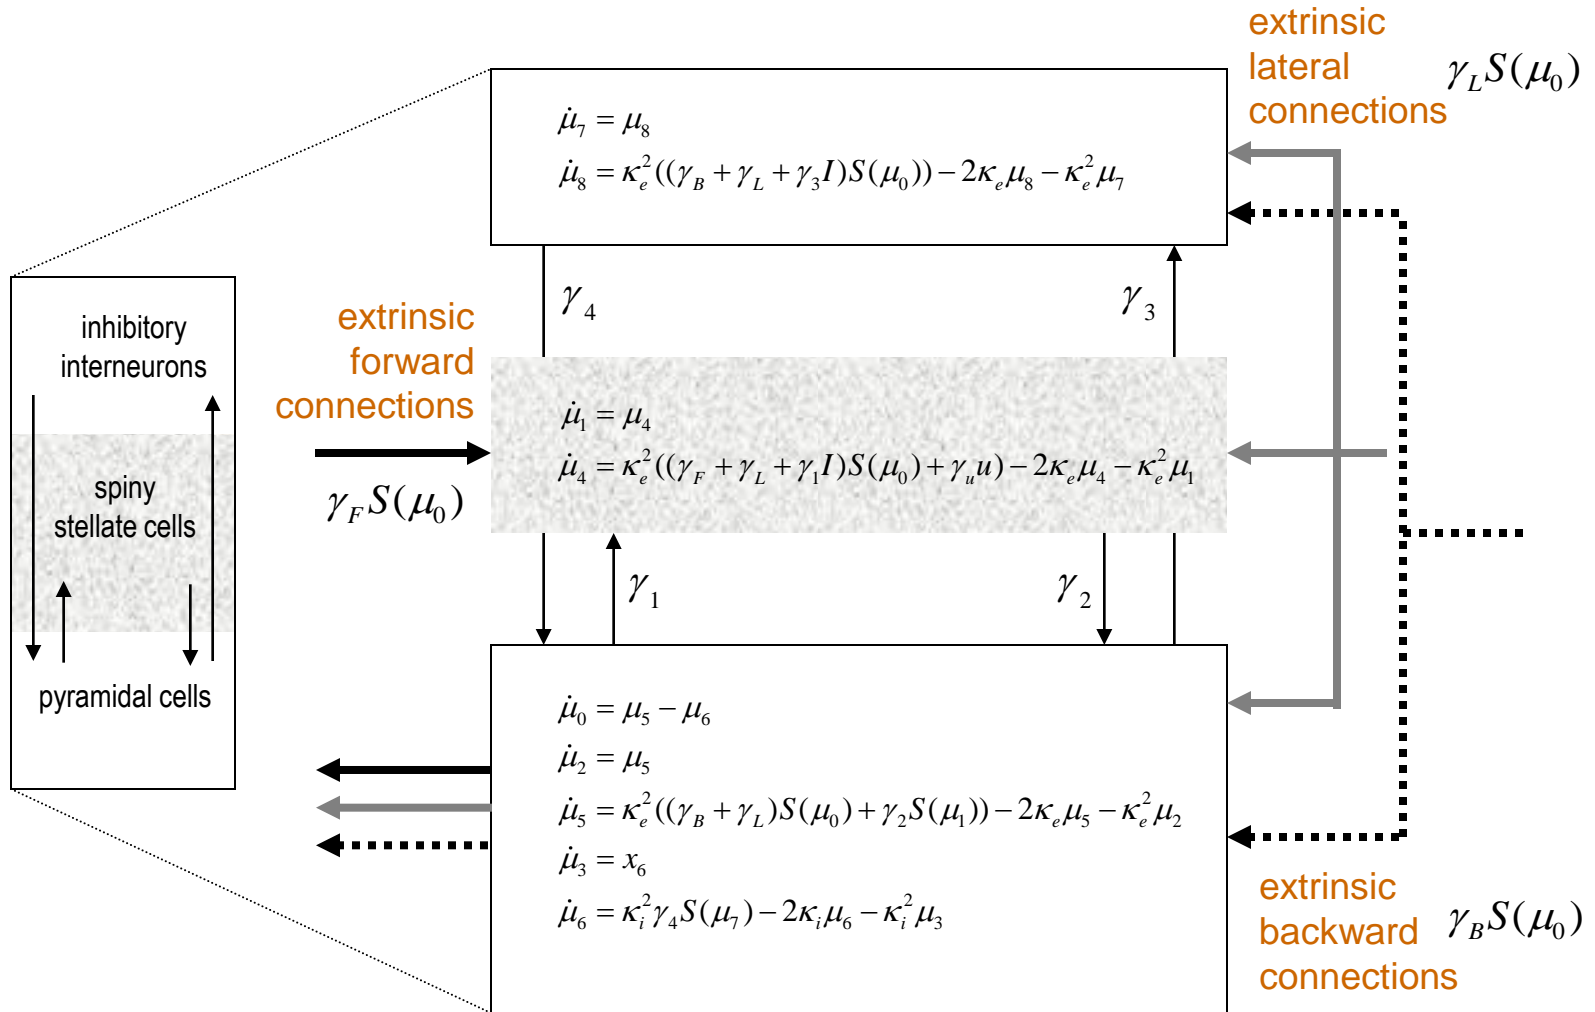 extrinsic
lateral
connections
γ_L S(μ_0)
μ̇_7 = μ_8
μ̇_8 = κ_e^2((γ_B + γ_L + γ_3 I)S(μ_0)) − 2κ_e μ_8 − κ_e^2 μ_7
γ_4
γ_3
inhibitory
interneurons
spiny
stellate cells
pyramidal cells
extrinsic
forward
connections
γ_F S(μ_0)
μ̇_1 = μ_4
μ̇_4 = κ_e^2((γ_F + γ_L + γ_1 I)S(μ_0) + γ_u u) − 2κ_e μ_4 − κ_e^2 μ_1
γ_1
γ_2
μ̇_0 = μ_5 − μ_6
μ̇_2 = μ_5
μ̇_5 = κ_e^2((γ_B + γ_L)S(μ_0) + γ_2 S(μ_1)) − 2κ_e μ_5 − κ_e^2 μ_2
μ̇_3 = x_6
μ̇_6 = κ_i^2 γ_4 S(μ_7) − 2κ_i μ_6 − κ_i^2 μ_3
extrinsic
backward
connections
γ_B S(μ_0)